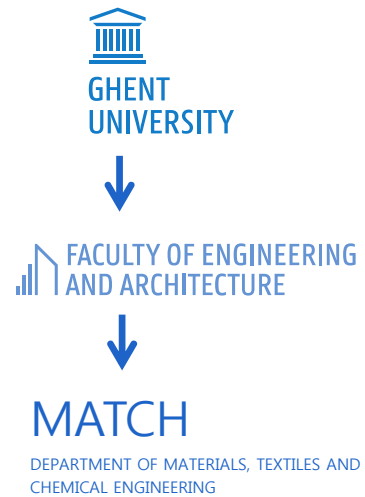 GHENT
UNIVERSITY
FACULTY OF ENGINEERING
AND ARCHITECTURE
MATCH
DEPARTMENT OF MATERIALS, TEXTILES AND
CHEMICAL ENGINEERING